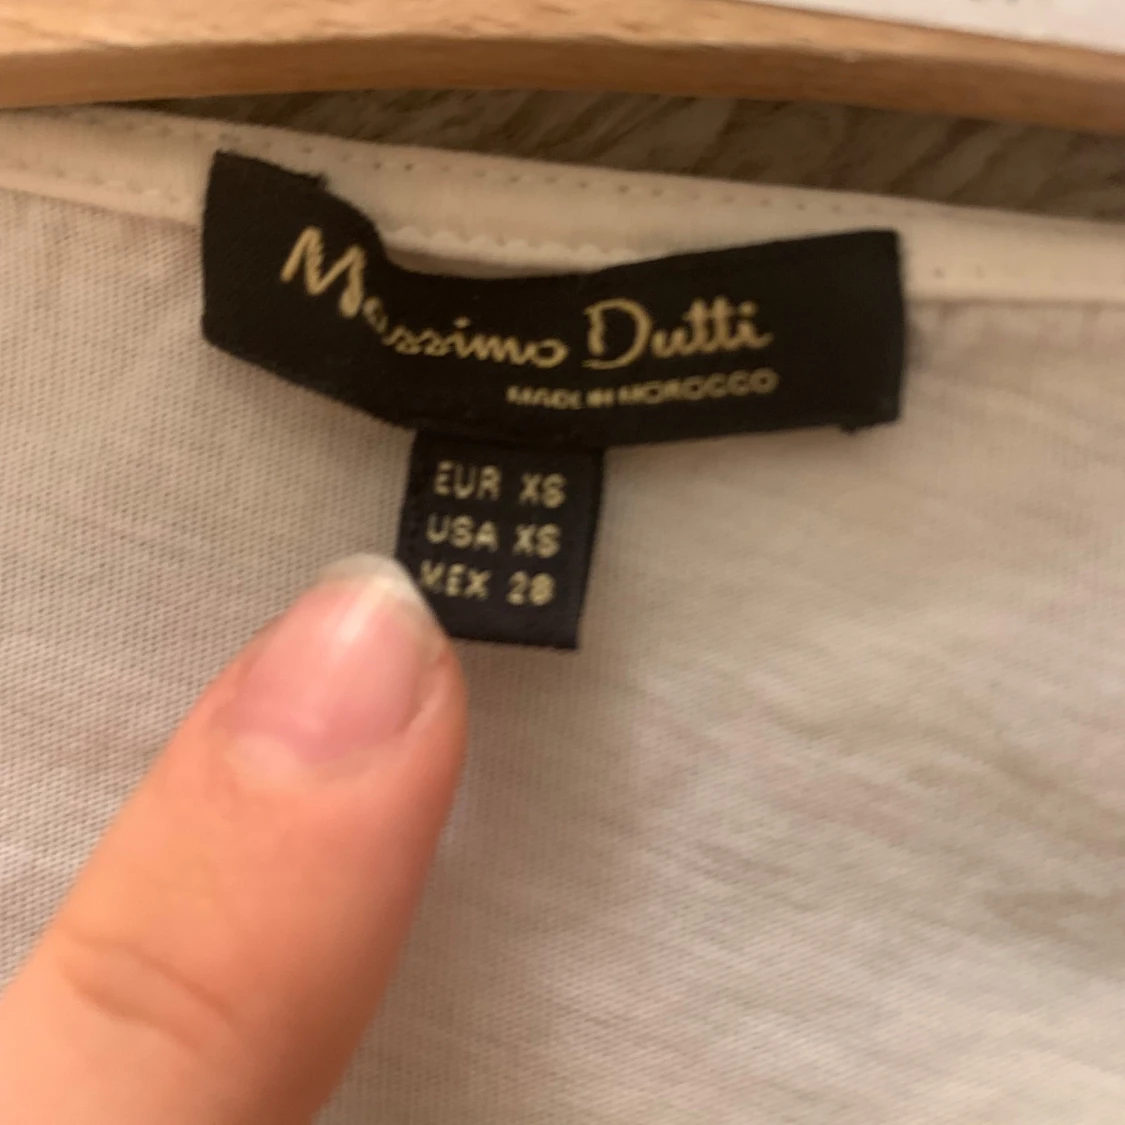 Massimo Dutti
MADE IN MOROCCO
EUR XS
USA XS
MEX 28